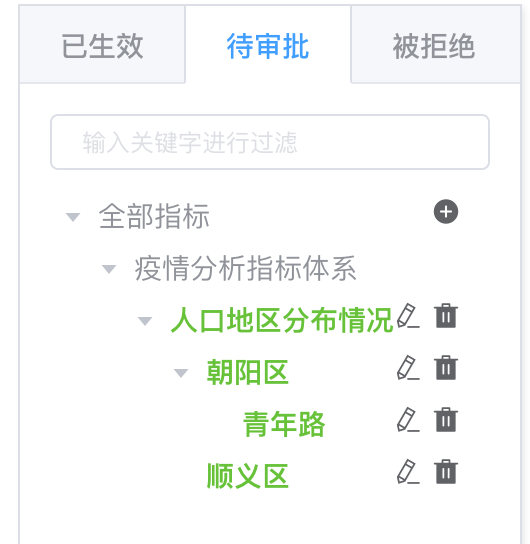 已生效 待审批 被拒绝
输入关键字进行过滤
全部指标
疫情分析指标体系
人口地区分布情况
朝阳区
青年路
顺义区